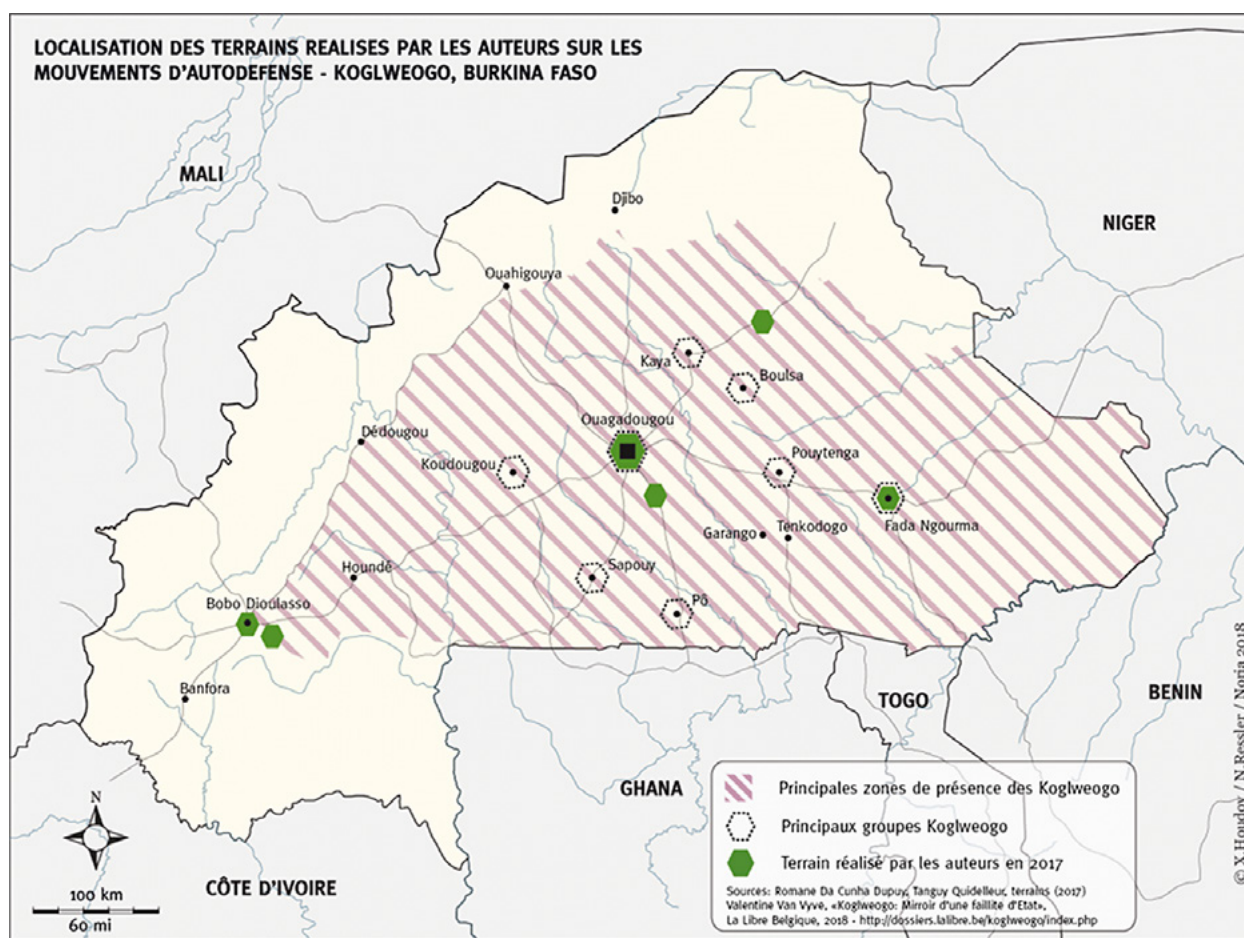 LOCALISATION DES TERRAINS REALISES PAR LES AUTEURS SUR LES
MOUVEMENTS D'AUTODEFENSE - KOGLWEOGO, BURKINA FASO
MALI
Djibo
NIGER
Ouahigouya
Kaya
Boulsa
Ouagadougou
Dédougou
Koudougou
Pouytenga
Fada Ngourma
Garango
Tenkodogo
Houndé
Sapouy
Bobo Dioulasso
Pô
Banfora
TOGO
BENIN
GHANA
CÔTE D'IVOIRE
N
100 km
60 mi
Principales zones de présence des Koglweogo
Principaux groupes Koglweogo
Terrain réalisé par les auteurs en 2017
Sources: Romane Da Cunha Dupuy, Tanguy Quidelleur, terrains (2017)
Valentine Van Vyve, «Koglweogo: Mirroir d'une faillite d'Etat»,
La Libre Belgique, 2018 - http://dossiers.lalibre.be/koglweogo/index.php
© X.Houdoy / N.Ressler / Noria 2018